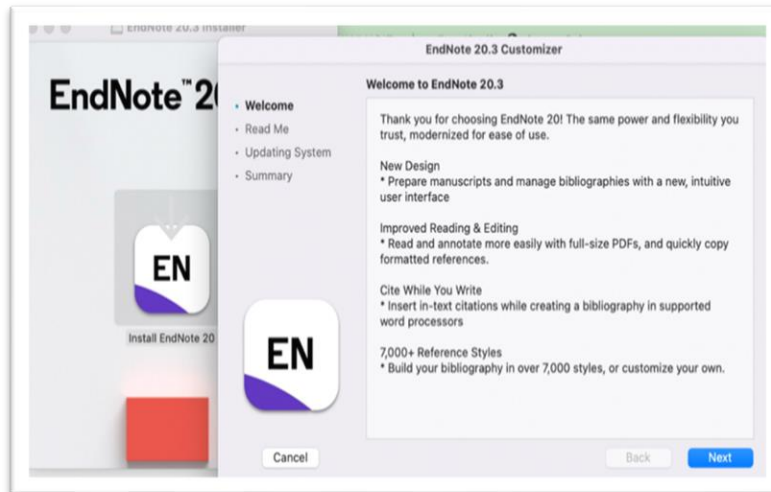 EndNote 20.3 Installer
EndNote™ 20
EN
Install EndNote 20
EndNote 20.3 Customizer
Welcome to EndNote 20.3
• Welcome
• Read Me
• Updating System
• Summary
EN
Thank you for choosing EndNote 20! The same power and flexibility you
trust, modernized for ease of use.
New Design
* Prepare manuscripts and manage bibliographies with a new, intuitive
user interface
Improved Reading & Editing
* Read and annotate more easily with full-size PDFs, and quickly copy
formatted references.
Cite While You Write
* Insert in-text citations while creating a bibliography in supported
word processors
7,000+ Reference Styles
* Build your bibliography in over 7,000 styles, or customize your own.
Cancel
Back
Next